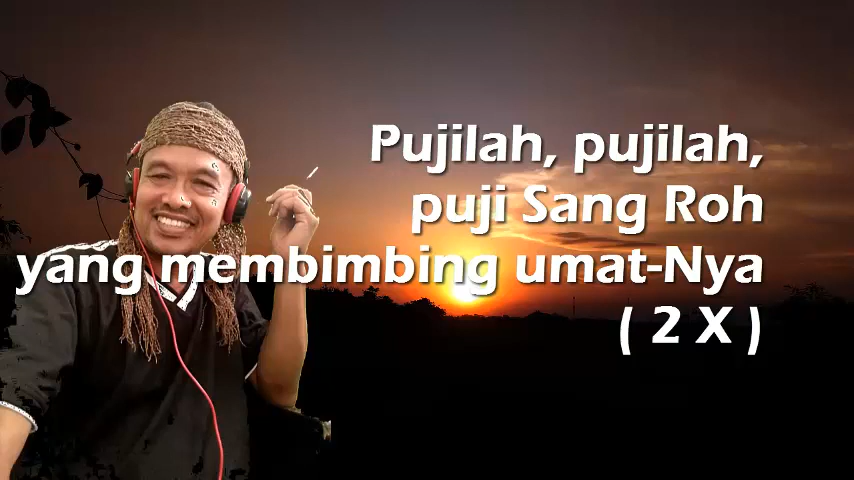 Pujilah, pujilah,
puji Sang Roh
yang membimbing umat-Nya
( 2 X )